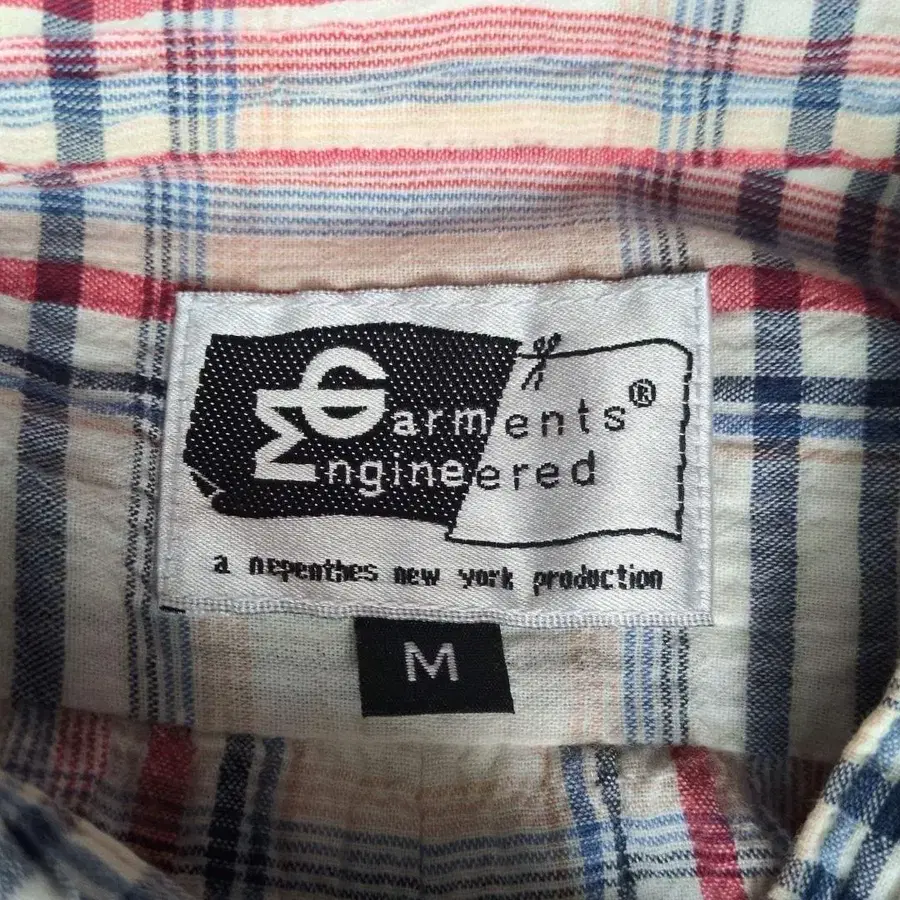 Garments®
Engineered
a nepenthes new york production
M